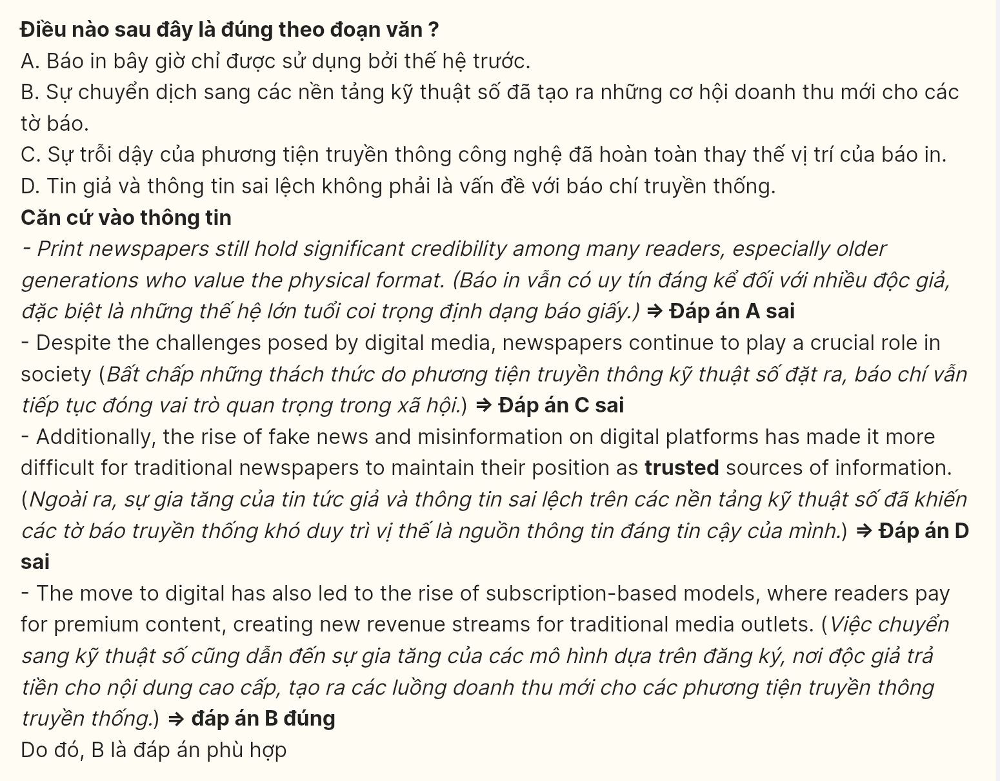 Điều nào sau đây là đúng theo đoạn văn ?
A. Báo in bây giờ chỉ được sử dụng bởi thế hệ trước.
B. Sự chuyển dịch sang các nền tảng kỹ thuật số đã tạo ra những cơ hội doanh thu mới cho các
tờ báo.
C. Sự trỗi dậy của phương tiện truyền thông công nghệ đã hoàn toàn thay thế vị trí của báo in.
D. Tin giả và thông tin sai lệch không phải là vấn đề với báo chí truyền thống.
Căn cứ vào thông tin
- Print newspapers still hold significant credibility among many readers, especially older
generations who value the physical format. (Báo in vẫn có uy tín đáng kể đối với nhiều độc giả,
đặc biệt là những thế hệ lớn tuổi coi trọng định dạng báo giấy.) ⇒ Đáp án A sai
- Despite the challenges posed by digital media, newspapers continue to play a crucial role in
society (Bất chấp những thách thức do phương tiện truyền thông kỹ thuật số đặt ra, báo chí vẫn
tiếp tục đóng vai trò quan trọng trong xã hội.) ⇒ Đáp án C sai
- Additionally, the rise of fake news and misinformation on digital platforms has made it more
difficult for traditional newspapers to maintain their position as trusted sources of information.
(Ngoài ra, sự gia tăng của tin tức giả và thông tin sai lệch trên các nền tảng kỹ thuật số đã khiến
các tờ báo truyền thống khó duy trì vị thế là nguồn thông tin đáng tin cậy của mình.) ⇒ Đáp án D
sai
- The move to digital has also led to the rise of subscription-based models, where readers pay
for premium content, creating new revenue streams for traditional media outlets. (Việc chuyển
sang kỹ thuật số cũng dẫn đến sự gia tăng của các mô hình dựa trên đăng ký, nơi độc giả trả
tiền cho nội dung cao cấp, tạo ra các luồng doanh thu mới cho các phương tiện truyền thông
truyền thống.) ⇒ đáp án B đúng
Do đó, B là đáp án phù hợp